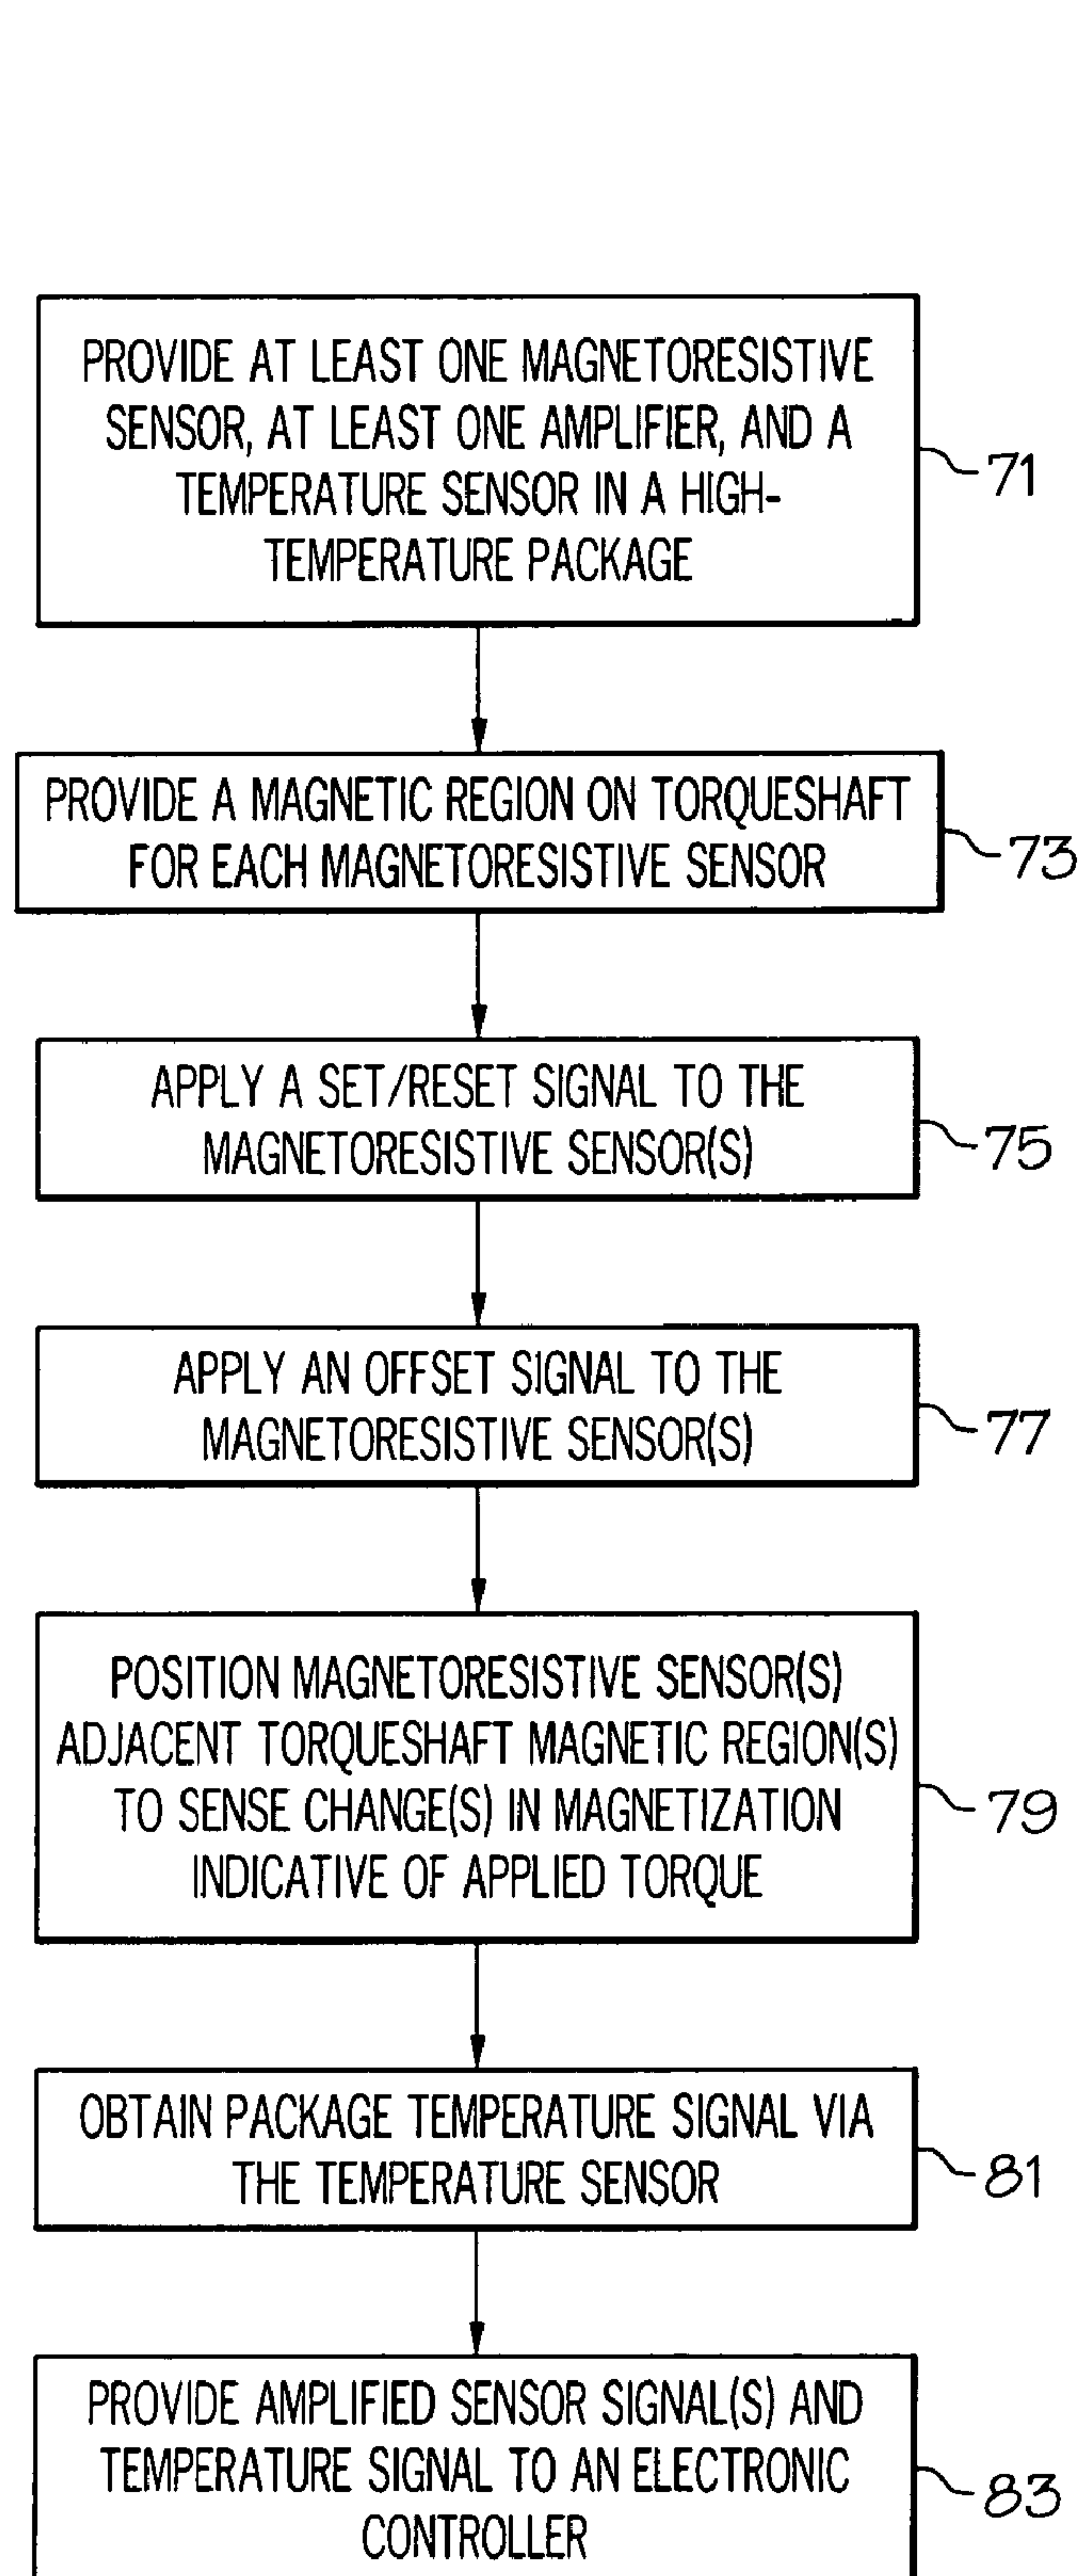 PROVIDE AT LEAST ONE MAGNETORESISTIVE
SENSOR, AT LEAST ONE AMPLIFIER, AND A
TEMPERATURE SENSOR IN A HIGH-
TEMPERATURE PACKAGE
71
PROVIDE A MAGNETIC REGION ON TORQUESHAFT
FOR EACH MAGNETORESISTIVE SENSOR
73
APPLY A SET/RESET SIGNAL TO THE
MAGNETORESISTIVE SENSOR(S)
75
APPLY AN OFFSET SIGNAL TO THE
MAGNETORESISTIVE SENSOR(S)
77
POSITION MAGNETORESISTIVE SENSOR(S)
ADJACENT TORQUESHAFT MAGNETIC REGION(S)
TO SENSE CHANGE(S) IN MAGNETIZATION
INDICATIVE OF APPLIED TORQUE
79
OBTAIN PACKAGE TEMPERATURE SIGNAL VIA
THE TEMPERATURE SENSOR
81
PROVIDE AMPLIFIED SENSOR SIGNAL(S) AND
TEMPERATURE SIGNAL TO AN ELECTRONIC
CONTROLLER
83